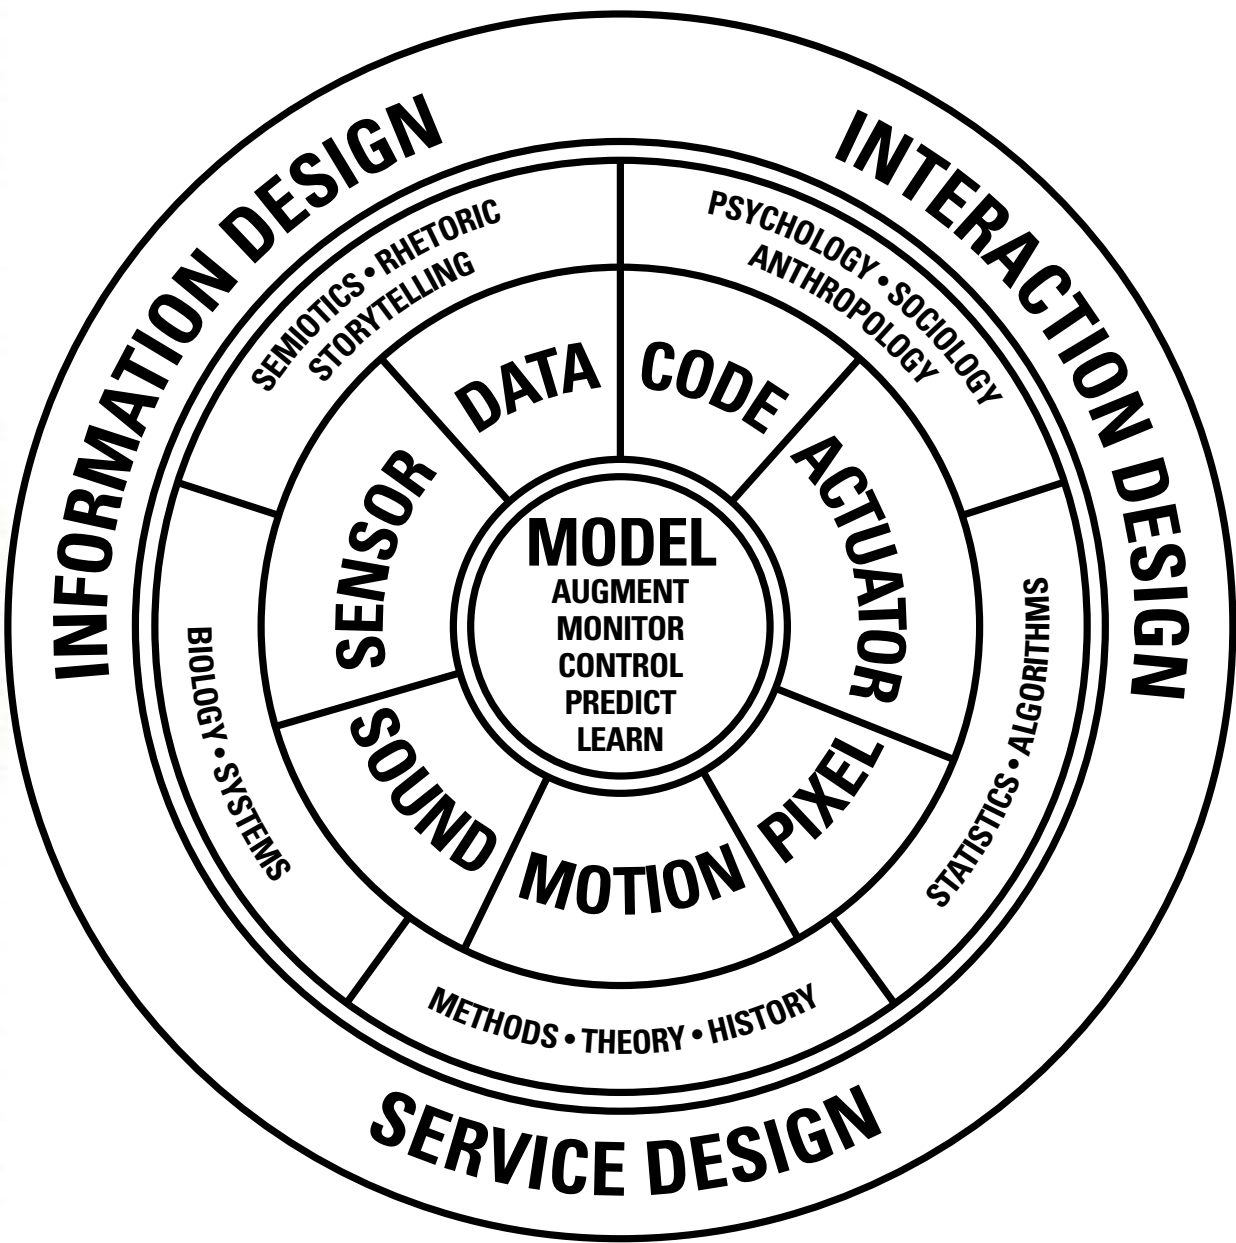 INFORMATION DESIGN
INTERACTION DESIGN
SERVICE DESIGN
SEMIOTICS • RHETORIC
STORYTELLING
PSYCHOLOGY • SOCIOLOGY
ANTHROPOLOGY
STATISTICS • ALGORITHMS
METHODS • THEORY • HISTORY
BIOLOGY • SYSTEMS
DATA
CODE
ACTUATOR
PIXEL
MOTION
SOUND
SENSOR
MODEL
AUGMENT
MONITOR
CONTROL
PREDICT
LEARN